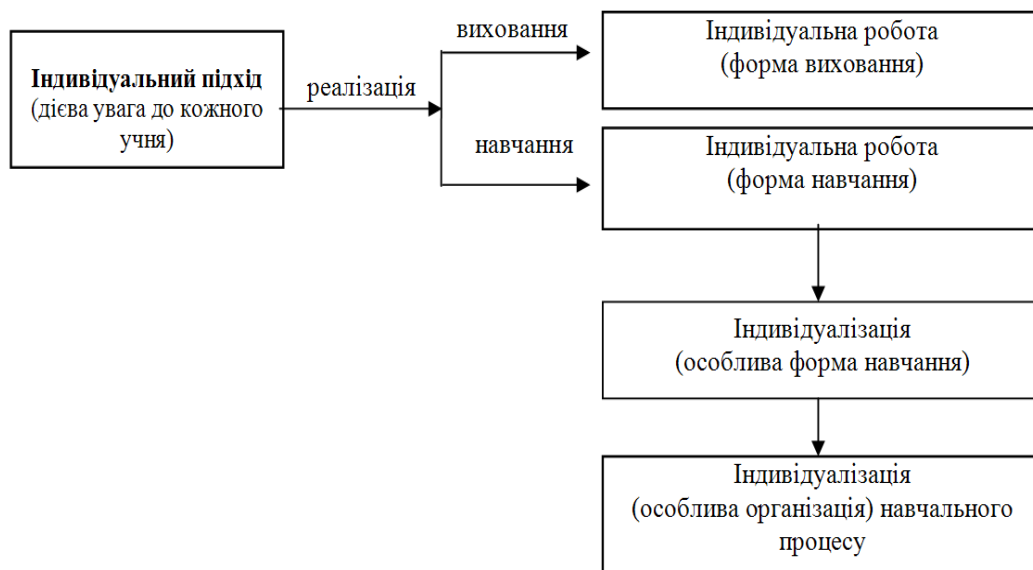 Індивідуальний підхід
(дієва увага до кожного
учня)
реалізація
виховання
Індивідуальна робота
(форма виховання)
навчання
Індивідуальна робота
(форма навчання)
Індивідуалізація
(особлива форма навчання)
Індивідуалізація
(особлива організація) навчального
процесу